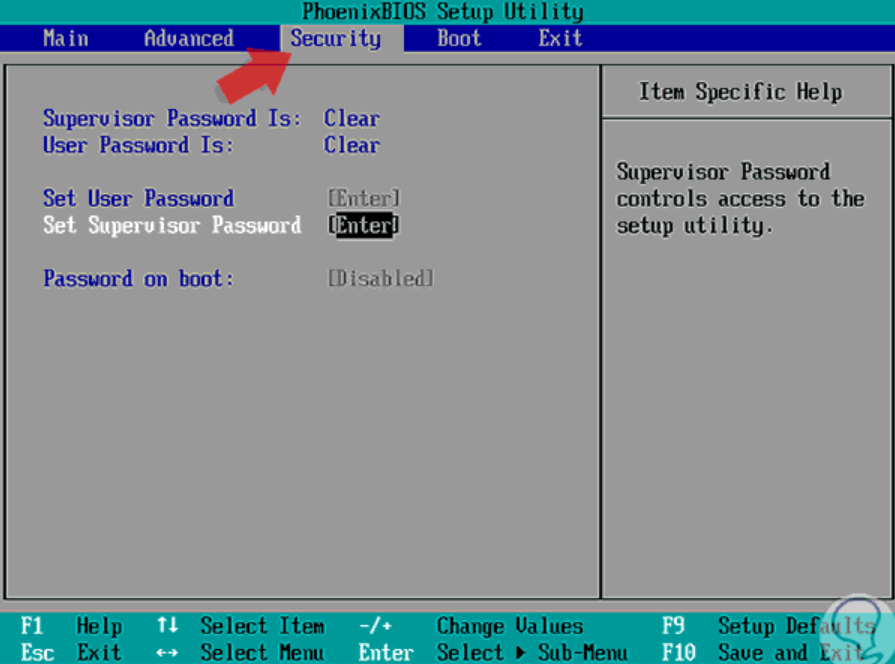 PhoenixBIOS Setup Utility
Main Advanced Security Boot Exit
Item Specific Help
Supervisor Password Is: Clear
User Password Is: Clear
Set User Password [Enter]
Set Supervisor Password [Enter]
Password on boot: [Disabled]
Supervisor Password
controls access to the
setup utility.
F1 Help ↑↓ Select Item -/+ Change Values F9 Setup Defaults
Esc Exit ↔ Select Menu Enter Select ▶ Sub-Menu F10 Save and Exit